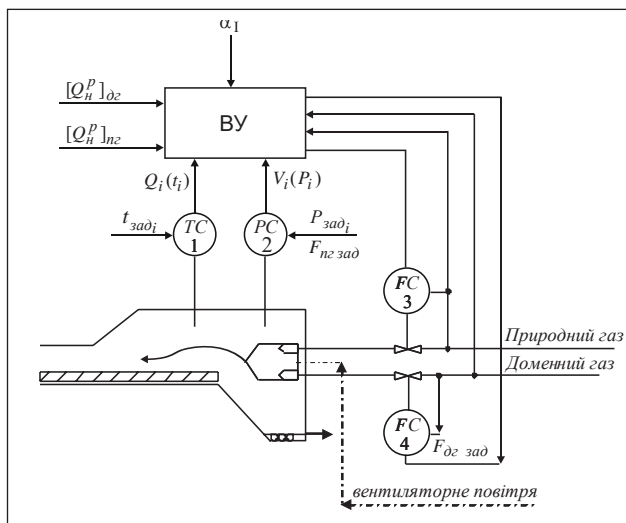 α_I
[Q_н^р]_дг
ВУ
[Q_н^р]_пг
Q_i(t_i)
V_i(P_i)
t_зад_i
TC
1
PC
2
P_зад_i
F_пг зад
FC
3
Природний газ
Доменний газ
FC
4
F_дг зад
вентиляторне повітря